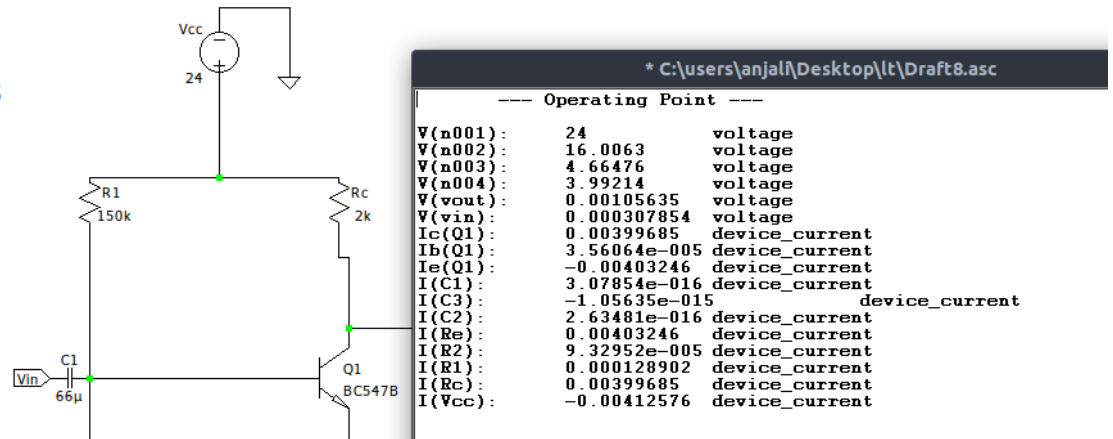 Vcc
24
R1
150k
Rc
2k
C1
Vin
66µ
Q1
BC547B
* C:\users\anjali\Desktop\lt\Draft8.asc
--- Operating Point ---
V(n001): 24 voltage
V(n002): 16.0063 voltage
V(n003): 4.66476 voltage
V(n004): 3.99214 voltage
V(vout): 0.00105635 voltage
V(vin): 0.000307854 voltage
Ic(Q1): 0.00399685 device_current
Ib(Q1): 3.56064e-005 device_current
Ie(Q1): -0.00403246 device_current
I(C1): 3.07854e-016 device_current
I(C3): -1.05635e-015 device_current
I(C2): 2.63481e-016 device_current
I(Re): 0.00403246 device_current
I(R2): 9.32952e-005 device_current
I(R1): 0.000128902 device_current
I(Rc): 0.00399685 device_current
I(Vcc): -0.00412576 device_current